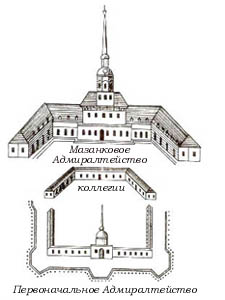 Мазанковое
Адмиралтейство
коллегии
Первоначальное Адмиралтейство